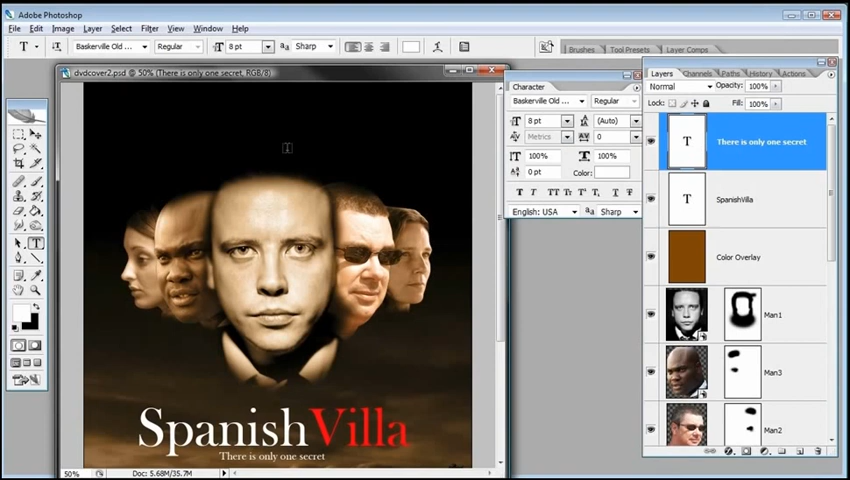 Adobe Photoshop
File Edit Image Layer Select Filter View Window Help
T Baskerville Old ... Regular 8 pt aa Sharp Brushes Tool Presets Layer Comps
dvdcover2.psd @ 50% (There is only one secret, RGB/8)
Character
Baskerville Old ... Regular
8 pt (Auto)
Metrics 0
100% 100%
0 pt Color:
English: USA aa Sharp
Layers Channels Paths History Actions
Normal Opacity: 100%
Lock: Fill: 100%
There is only one secret
SpanishVilla
Color Overlay
Man1
Man3
Man2
SpanishVilla
There is only one secret
50% Doc: 5.68M/35.7M